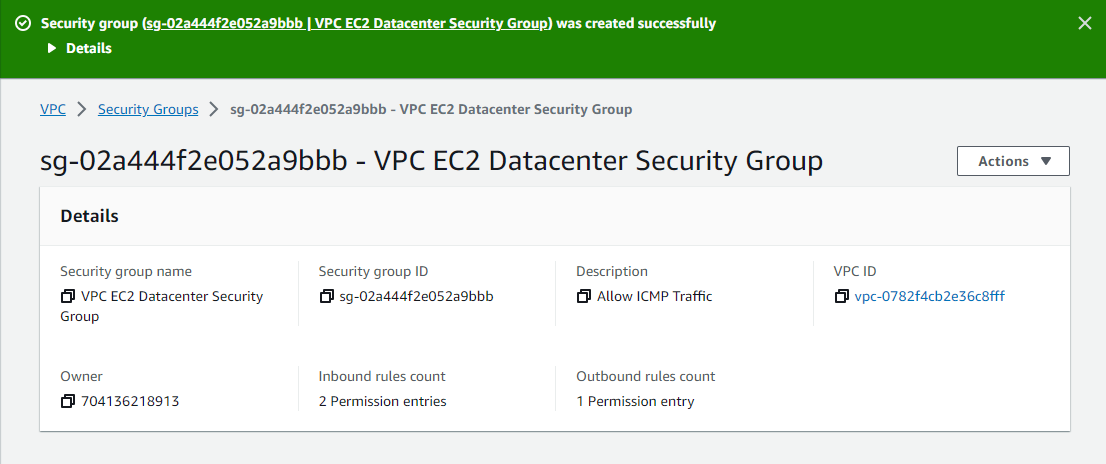 Security group (sg-02a444f2e052a9bbb | VPC EC2 Datacenter Security Group) was created successfully
Details
VPC > Security Groups > sg-02a444f2e052a9bbb - VPC EC2 Datacenter Security Group
sg-02a444f2e052a9bbb - VPC EC2 Datacenter Security Group
Actions
Details
Security group name
VPC EC2 Datacenter Security
Group
Security group ID
sg-02a444f2e052a9bbb
Description
Allow ICMP Traffic
VPC ID
vpc-0782f4cb2e36c8fff
Owner
704136218913
Inbound rules count
2 Permission entries
Outbound rules count
1 Permission entry